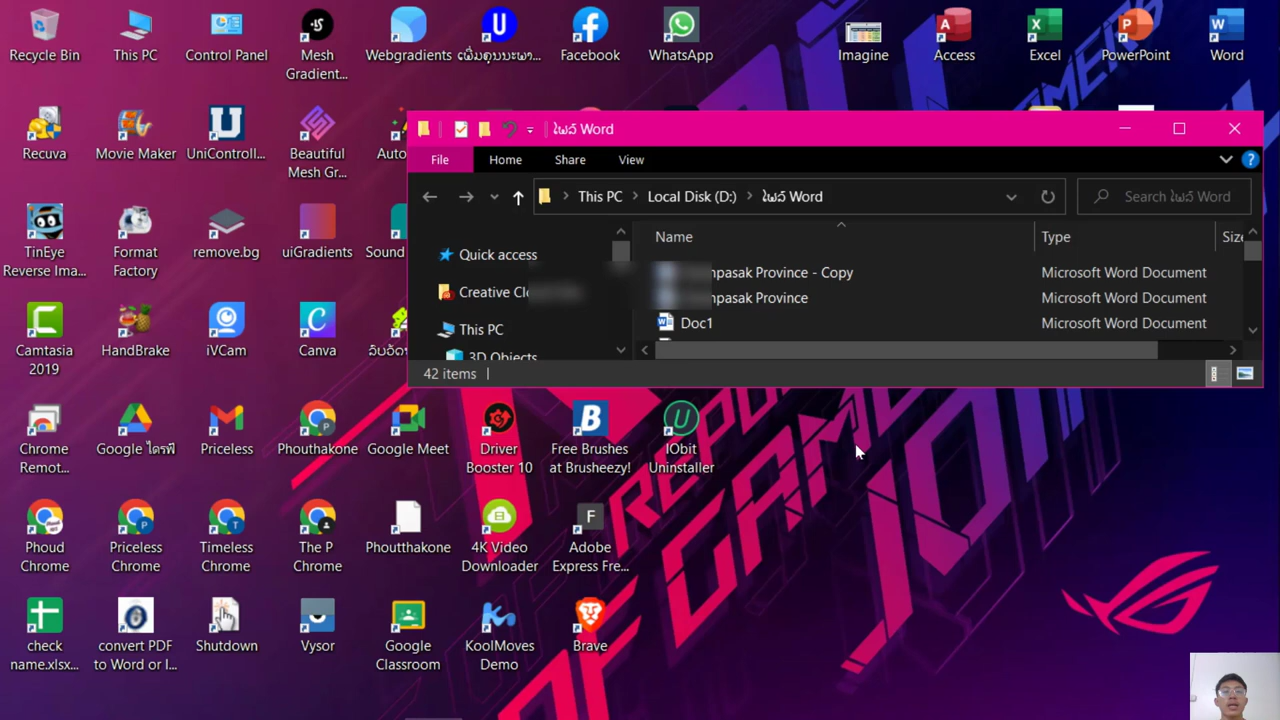 Recycle Bin
This PC
Control Panel
Mesh
Gradient...
Webgradients
Facebook
WhatsApp
Imagine
Access
Excel
PowerPoint
Word
Recuva
Movie Maker
UniControll...
Beautiful
Mesh Gr...
ໄຟລ໌ Word
File
Home
Share
View
This PC
Local Disk (D:)
ໄຟລ໌ Word
Search ໄຟລ໌ Word
Name
Type
Quick access
This PC
3D Objects
Province - Copy
Microsoft Word Document
Province
Microsoft Word Document
Doc1
Microsoft Word Document
42 items
TinEye
Reverse Ima...
Format
Factory
remove.bg
uiGradients
Sound
Camtasia
2019
HandBrake
iVCam
Canva
Chrome
Remot...
Google ไดรฟ์
Priceless
Phouthakone
Google Meet
Driver
Booster 10
Free Brushes
at Brusheezy!
IObit
Uninstaller
Phoud
Chrome
Priceless
Chrome
Timeless
Chrome
The P
Chrome
Phoutthakone
4K Video
Downloader
Adobe
Express Fre...
check
name.xlsx...
convert PDF
to Word or I...
Shutdown
Vysor
Google
Classroom
KoolMoves
Demo
Brave